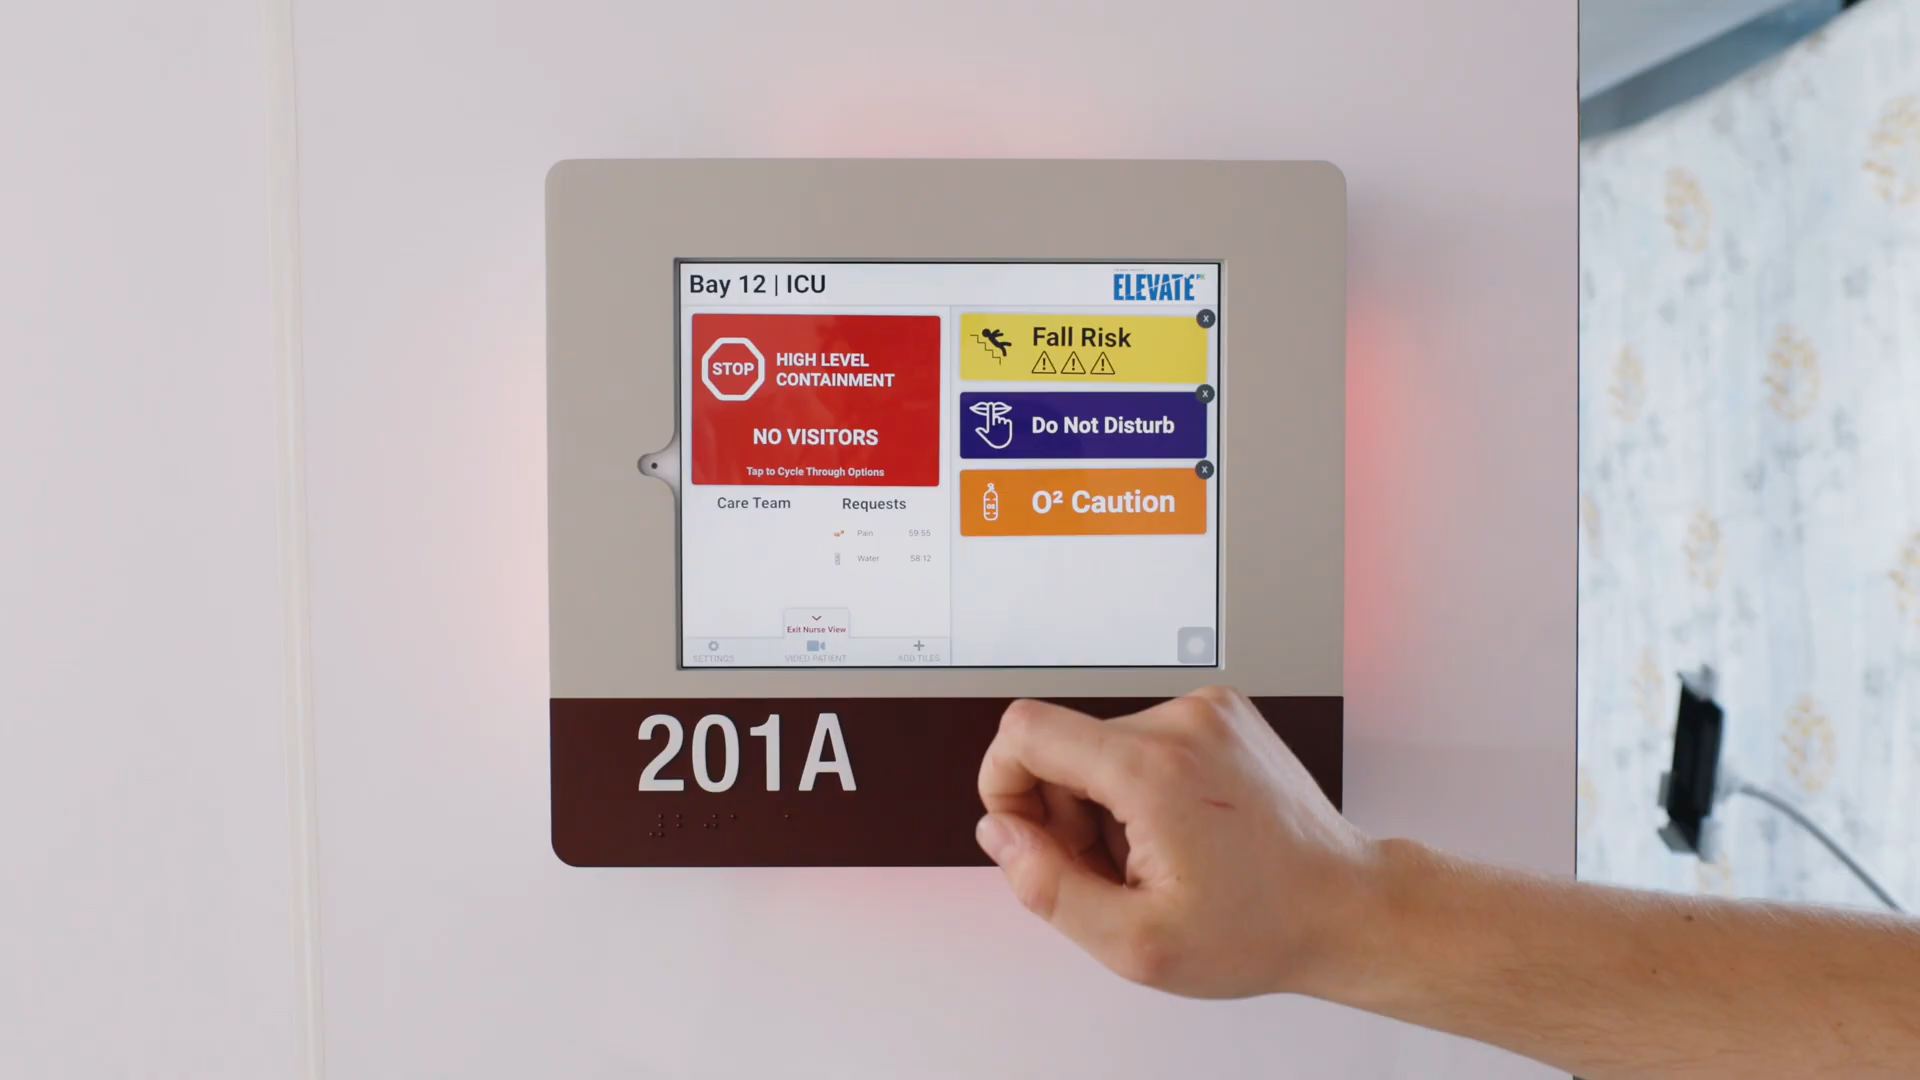 Bay 12 | ICU
ELEVATE
STOP
HIGH LEVEL
CONTAINMENT
NO VISITORS
Tap to Cycle Through Options
Care Team
Requests
Pain 59:55
Water 58:12
Exit Nurse View
SETTINGS
VIDEO PATIENT
ADD TILES
Fall Risk
X
Do Not Disturb
X
O² Caution
X
201A